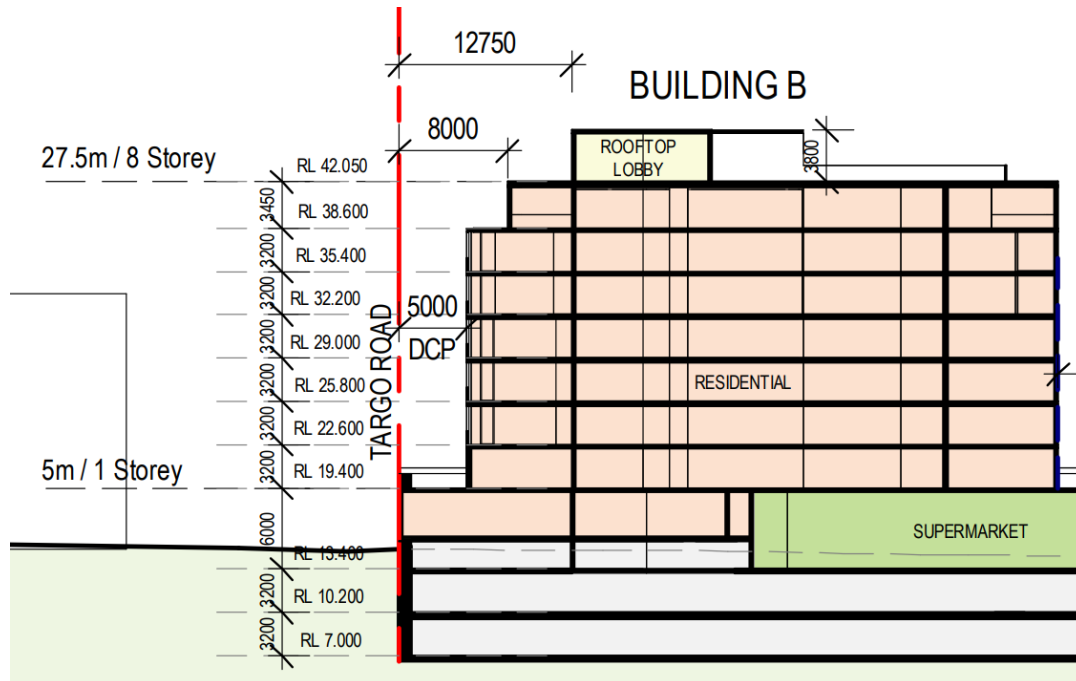 12750
BUILDING B
8000
27.5m / 8 Storey
RL 42.050
ROOFTOP
LOBBY
3800
3450
RL 38.600
3200
RL 35.400
3200
RL 32.200
5000
3200
RL 29.000
DCP
3200
RL 25.800
RESIDENTIAL
3200
RL 22.600
TARGO ROAD
3200
RL 19.400
5m / 1 Storey
6000
SUPERMARKET
RL 13.400
3200
RL 10.200
3200
RL 7.000